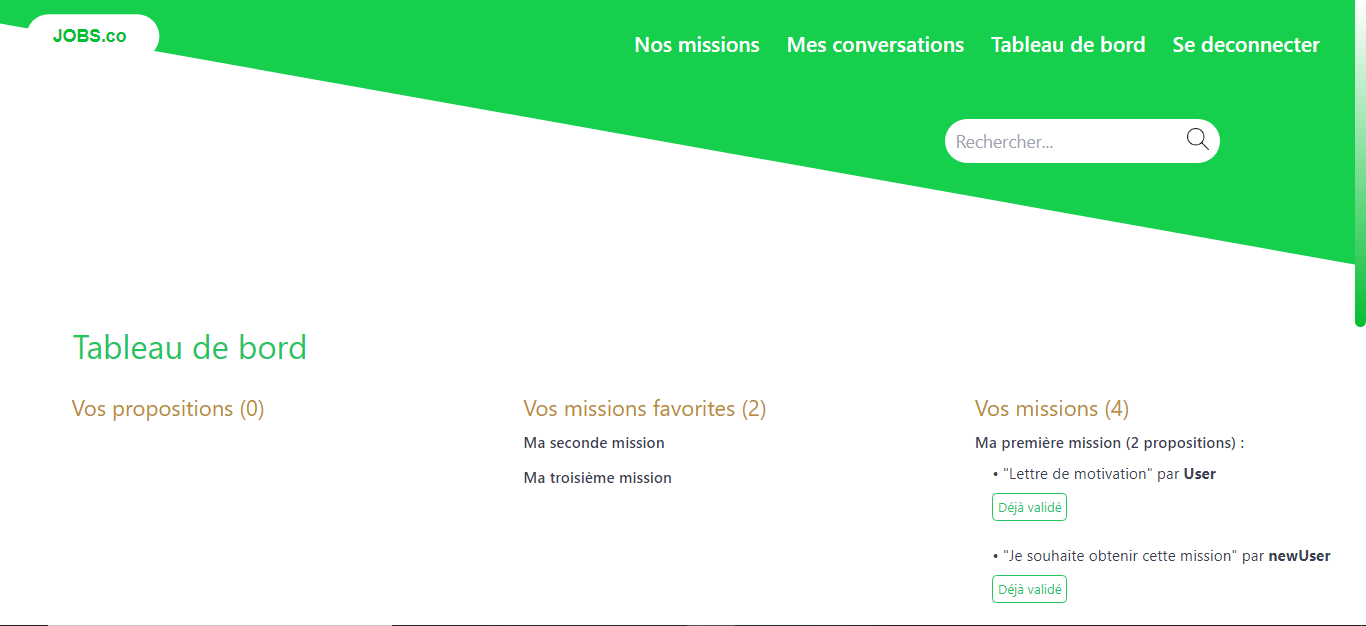 JOBS.co
Nos missions Mes conversations Tableau de bord Se deconnecter
Rechercher...
Tableau de bord
Vos propositions (0)
Vos missions favorites (2)
Ma seconde mission
Ma troisième mission
Vos missions (4)
Ma première mission (2 propositions) :
• "Lettre de motivation" par User
Déjà validé
• "Je souhaite obtenir cette mission" par newUser
Déjà validé